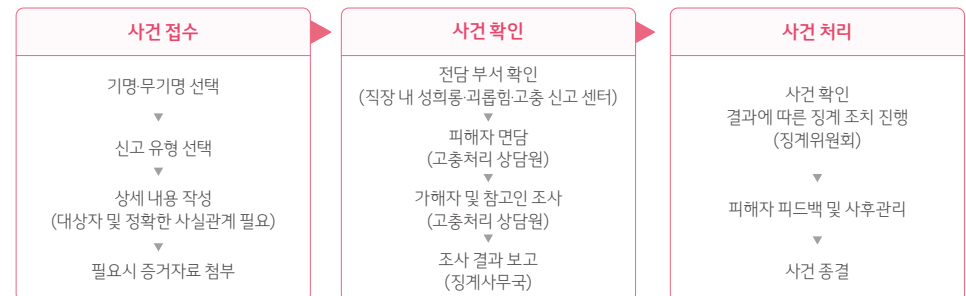 사건 접수
기명·무기명 선택
▼
신고 유형 선택
▼
상세 내용 작성
(대상자 및 정확한 사실관계 필요)
▼
필요시 증거자료 첨부
사건 확인
전담 부서 확인
(직장 내 성희롱·괴롭힘·고충 신고 센터)
▼
피해자 면담
(고충처리 상담원)
▼
가해자 및 참고인 조사
(고충처리 상담원)
▼
조사 결과 보고
(징계사무국)
사건 처리
사건 확인
결과에 따른 징계 조치 진행
(징계위원회)
▼
피해자 피드백 및 사후관리
▼
사건 종결